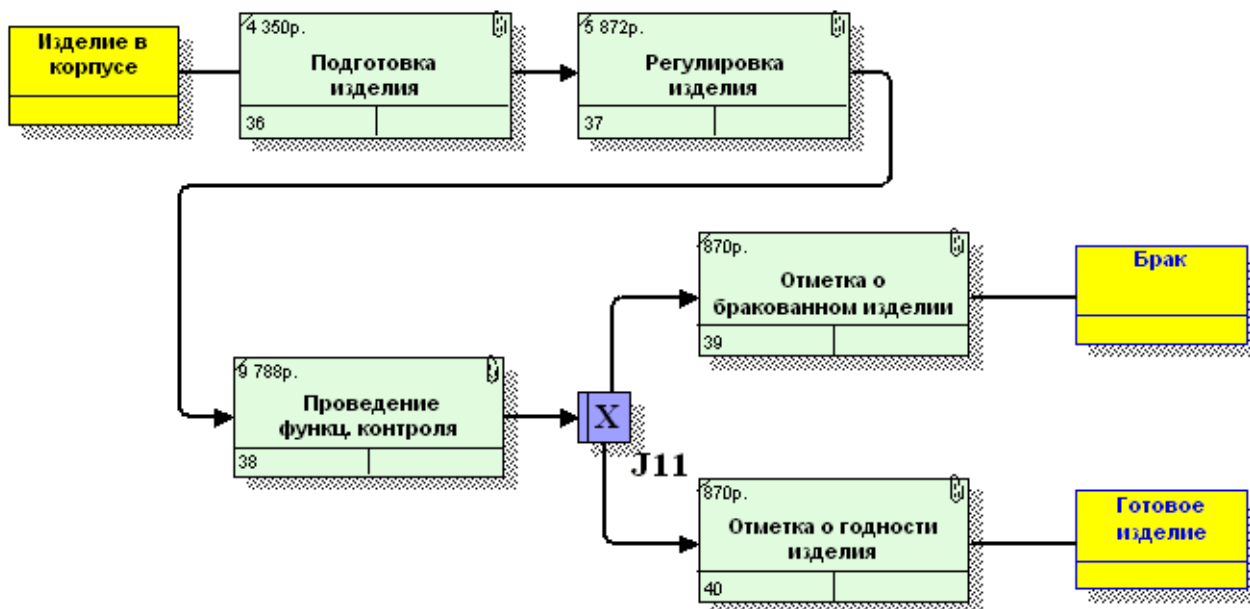 Изделие в
корпусе
4 350р.
Подготовка
изделия
36
5 872р.
Регулировка
изделия
37
870р.
Отметка о
бракованном изделии
39
Брак
9 788р.
Проведение
функц. контроля
38
X
J11
870р.
Отметка о годности
изделия
40
Готовое
изделие